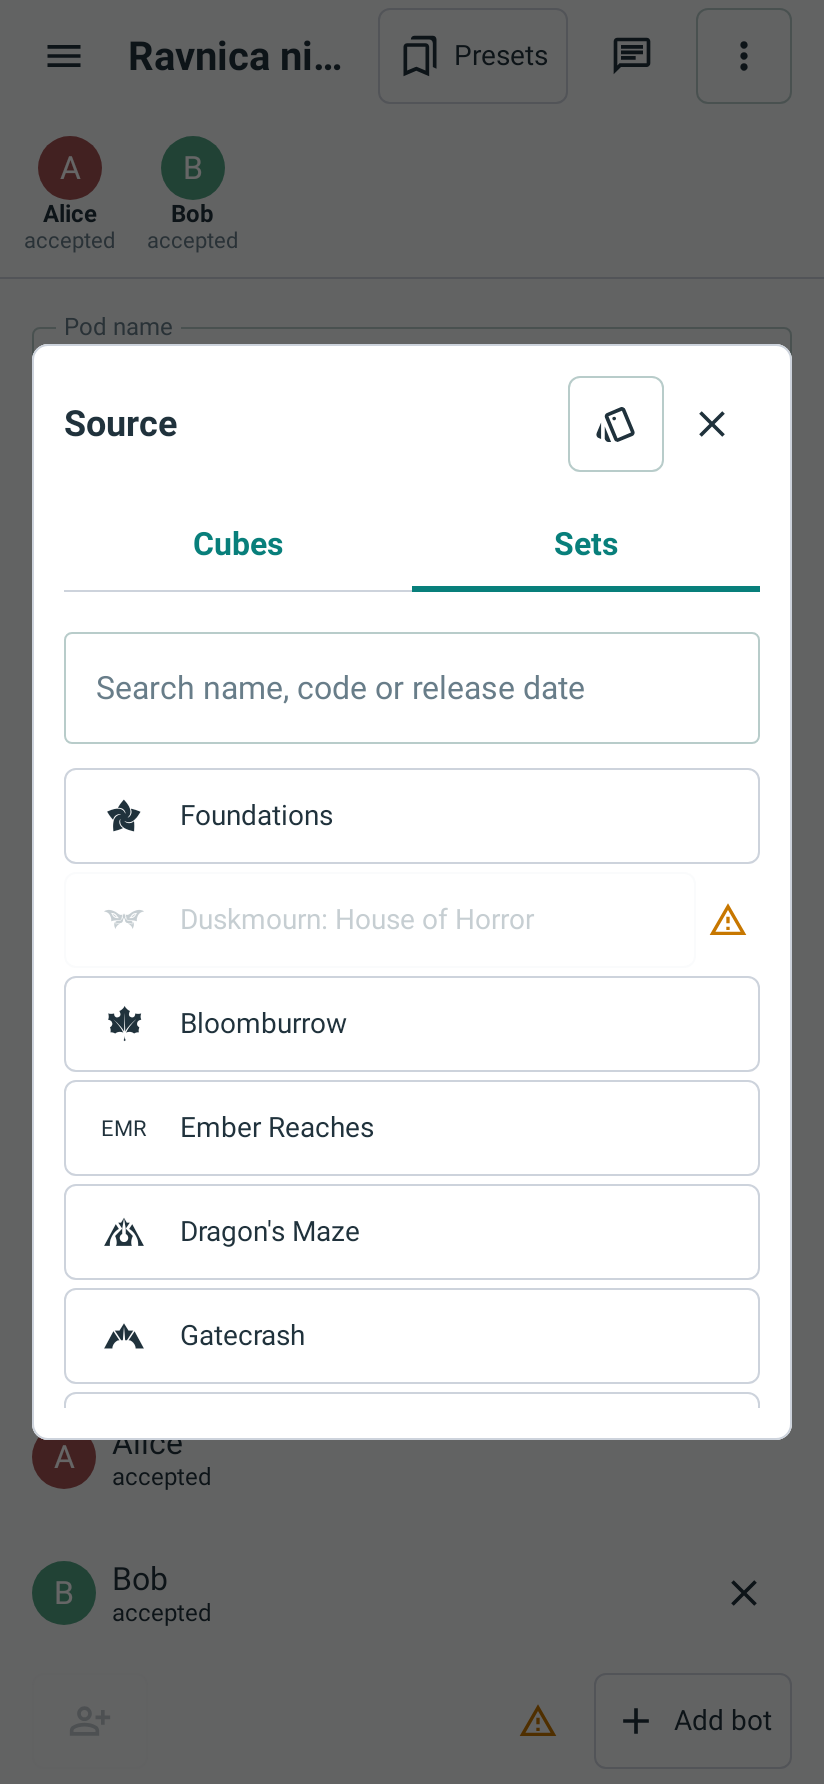 Ravnica ni...
Presets
A
B
Alice
Bob
accepted
accepted
Pod name
Source
Cubes
Sets
Search name, code or release date
Foundations
Duskmourn: House of Horror
Bloomburrow
EMR
Ember Reaches
Dragon's Maze
Gatecrash
A
Alice
accepted
B
Bob
accepted
Add bot